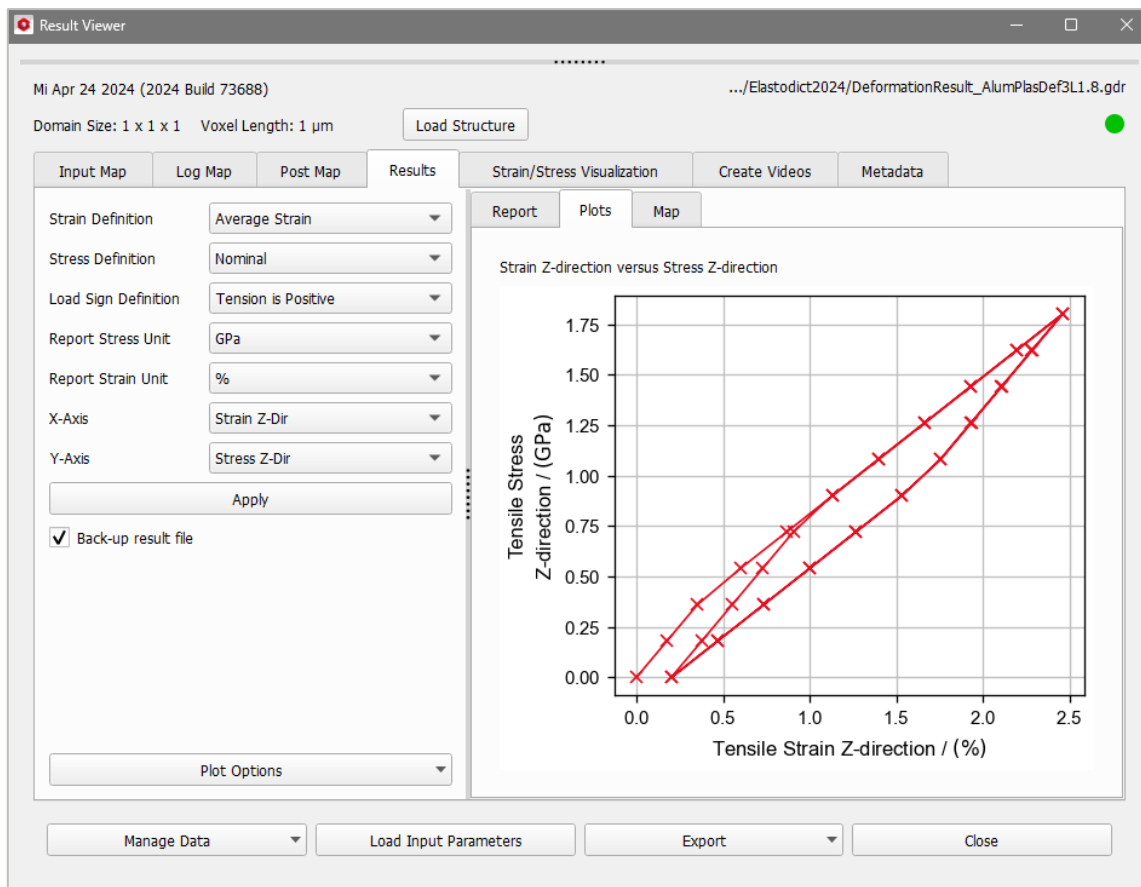 Result Viewer
Mi Apr 24 2024 (2024 Build 73688)
.../Elastodict2024/DeformationResult_AlumPlasDef3L1.8.gdr
Domain Size: 1 x 1 x 1 Voxel Length: 1 µm Load Structure
Input Map Log Map Post Map Results Strain/Stress Visualization Create Videos Metadata
Strain Definition Average Strain
Stress Definition Nominal
Load Sign Definition Tension is Positive
Report Stress Unit GPa
Report Strain Unit %
X-Axis Strain Z-Dir
Y-Axis Stress Z-Dir
Apply
Back-up result file
Plot Options
Report Plots Map
Strain Z-direction versus Stress Z-direction
Tensile Stress
Z-direction / (GPa)
1.75
1.50
1.25
1.00
0.75
0.50
0.25
0.00
0.0 0.5 1.0 1.5 2.0 2.5
Tensile Strain Z-direction / (%)
Manage Data Load Input Parameters Export Close